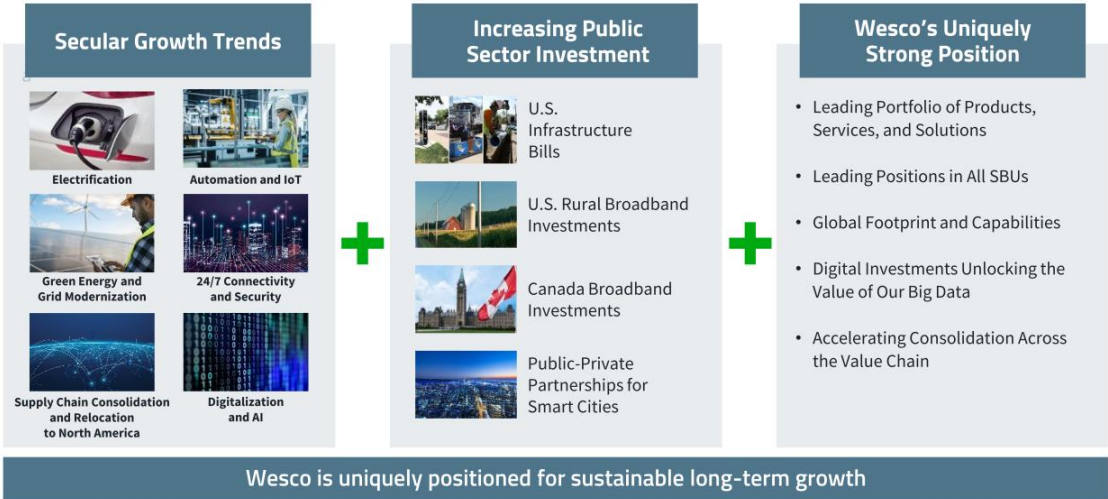 Secular Growth Trends
Electrification
Automation and IoT
Green Energy and
Grid Modernization
24/7 Connectivity
and Security
Supply Chain Consolidation
and Relocation
to North America
Digitalization
and AI
Increasing Public
Sector Investment
U.S.
Infrastructure
Bills
U.S. Rural Broadband
Investments
Canada Broadband
Investments
Public-Private
Partnerships for
Smart Cities
Wesco's Uniquely
Strong Position
• Leading Portfolio of Products,
Services, and Solutions
• Leading Positions in All SBUs
• Global Footprint and Capabilities
• Digital Investments Unlocking the
Value of Our Big Data
• Accelerating Consolidation Across
the Value Chain
Wesco is uniquely positioned for sustainable long-term growth